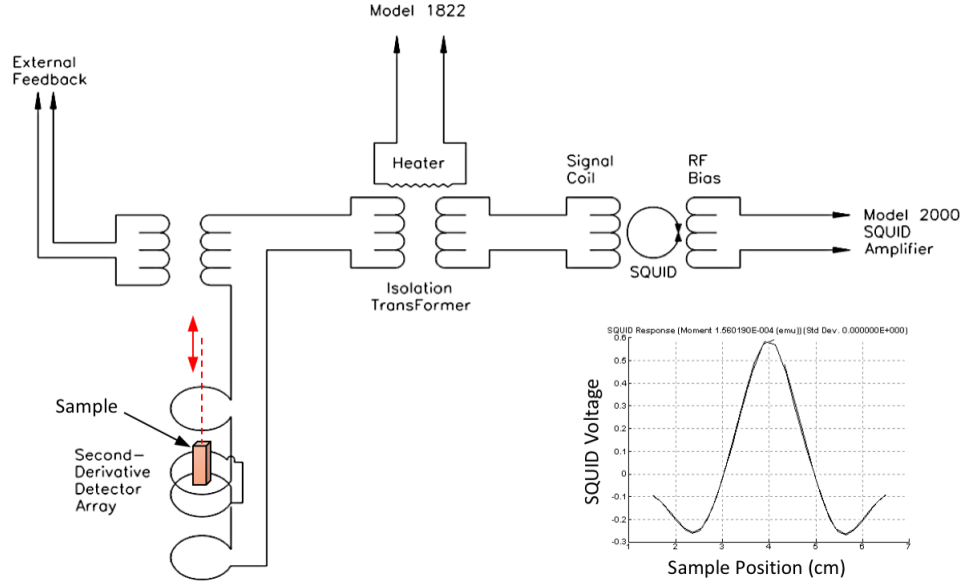 Model 1822
External
Feedback
Heater
Signal
Coil
RF
Bias
Model 2000
SQUID
Amplifier
SQUID
Isolation
TransFormer
Sample
Second-
Derivative
Detector
Array
SQUID Response (Moment 1.560190E-004 (emu))(Std Dev. 0.000000E+000)
SQUID Voltage
0.6
0.5
0.4
0.3
0.2
0.1
0
-0.1
-0.2
-0.3
1 2 3 4 5 6 7
Sample Position (cm)